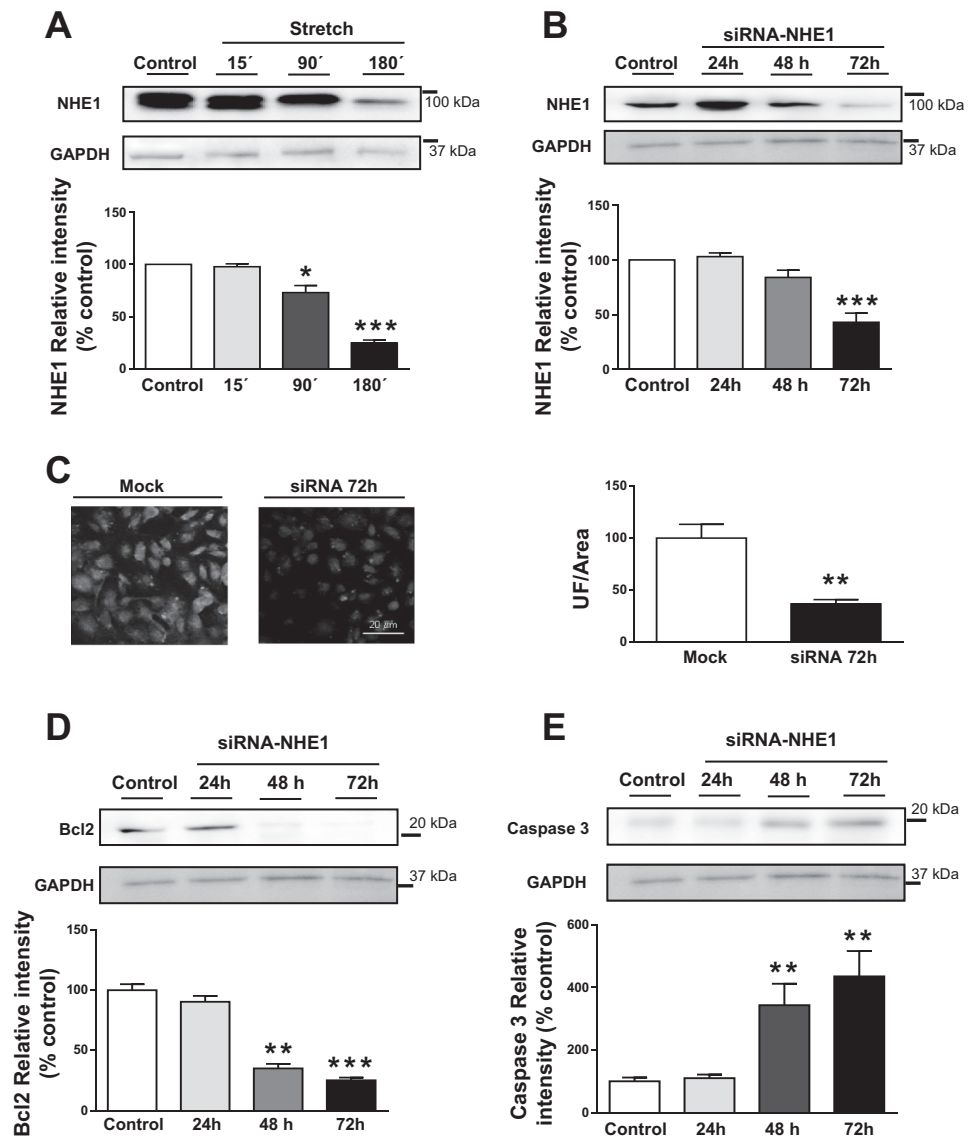 A
Stretch
Control 15´ 90´ 180´
NHE1
100 kDa
GAPDH
37 kDa
NHE1 Relative intensity
(% control)
150
100
50
0
*
***
Control 15´ 90´ 180´
B
siRNA-NHE1
Control 24h 48 h 72h
NHE1
100 kDa
GAPDH
37 kDa
NHE1 Relative intensity
(% control)
150
100
50
0
***
Control 24h 48 h 72h
C
Mock siRNA 72h
20 µm
UF/Area
150
100
50
0
**
Mock siRNA 72h
D
siRNA-NHE1
Control 24h 48 h 72h
Bcl2
20 kDa
GAPDH
37 kDa
Bcl2 Relative intensity
(% control)
150
100
50
0
**
***
Control 24h 48 h 72h
E
siRNA-NHE1
Control 24h 48 h 72h
Caspase 3
20 kDa
GAPDH
37 kDa
Caspase 3 Relative
intensity (% control)
600
400
200
0
**
**
Control 24h 48 h 72h